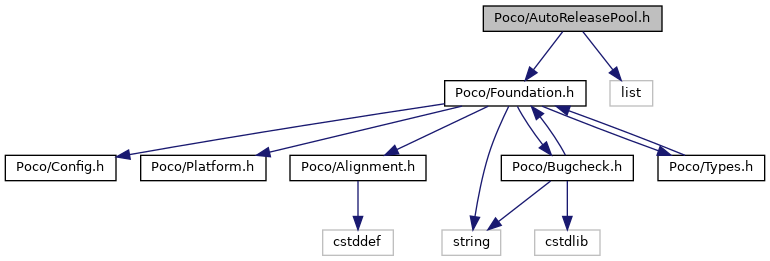 Poco/AutoReleasePool.h
Poco/Foundation.h
list
Poco/Config.h
Poco/Platform.h
Poco/Alignment.h
Poco/Bugcheck.h
Poco/Types.h
cstddef
string
cstdlib